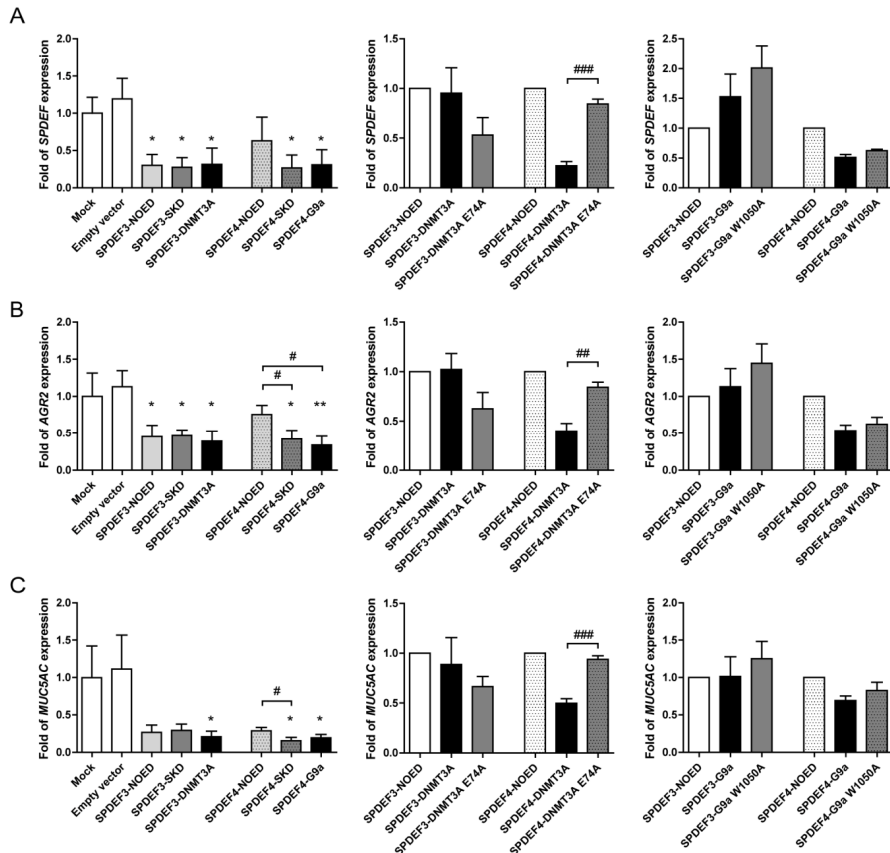 A
Fold of SPDEF expression
2.0
1.5
1.0
0.5
0.0
* * * * *
Mock
Empty vector
SPDEF3-NOED
SPDEF3-SKD
SPDEF3-DNMT3A
SPDEF4-NOED
SPDEF4-SKD
SPDEF4-G9a
Fold of SPDEF expression
1.5
1.0
0.5
0.0
###
SPDEF3-NOED
SPDEF3-DNMT3A
SPDEF3-DNMT3A E74A
SPDEF4-NOED
SPDEF4-DNMT3A
SPDEF4-DNMT3A E74A
Fold of SPDEF expression
2.5
2.0
1.5
1.0
0.5
0.0
SPDEF3-NOED
SPDEF3-G9a
SPDEF3-G9a W1050A
SPDEF4-NOED
SPDEF4-G9a
SPDEF4-G9a W1050A
B
Fold of AGR2 expression
2.0
1.5
1.0
0.5
0.0
#
#
* * * * **
Mock
Empty vector
SPDEF3-NOED
SPDEF3-SKD
SPDEF3-DNMT3A
SPDEF4-NOED
SPDEF4-SKD
SPDEF4-G9a
Fold of AGR2 expression
1.5
1.0
0.5
0.0
##
SPDEF3-NOED
SPDEF3-DNMT3A
SPDEF3-DNMT3A E74A
SPDEF4-NOED
SPDEF4-DNMT3A
SPDEF4-DNMT3A E74A
Fold of AGR2 expression
2.0
1.5
1.0
0.5
0.0
SPDEF3-NOED
SPDEF3-G9a
SPDEF3-G9a W1050A
SPDEF4-NOED
SPDEF4-G9a
SPDEF4-G9a W1050A
C
Fold of MUC5AC expression
2.0
1.5
1.0
0.5
0.0
#
* * *
Mock
Empty vector
SPDEF3-NOED
SPDEF3-SKD
SPDEF3-DNMT3A
SPDEF4-NOED
SPDEF4-SKD
SPDEF4-G9a
Fold of MUC5AC expression
1.5
1.0
0.5
0.0
###
SPDEF3-NOED
SPDEF3-DNMT3A
SPDEF3-DNMT3A E74A
SPDEF4-NOED
SPDEF4-DNMT3A
SPDEF4-DNMT3A E74A
Fold of MUC5AC expression
2.0
1.5
1.0
0.5
0.0
SPDEF3-NOED
SPDEF3-G9a
SPDEF3-G9a W1050A
SPDEF4-NOED
SPDEF4-G9a
SPDEF4-G9a W1050A